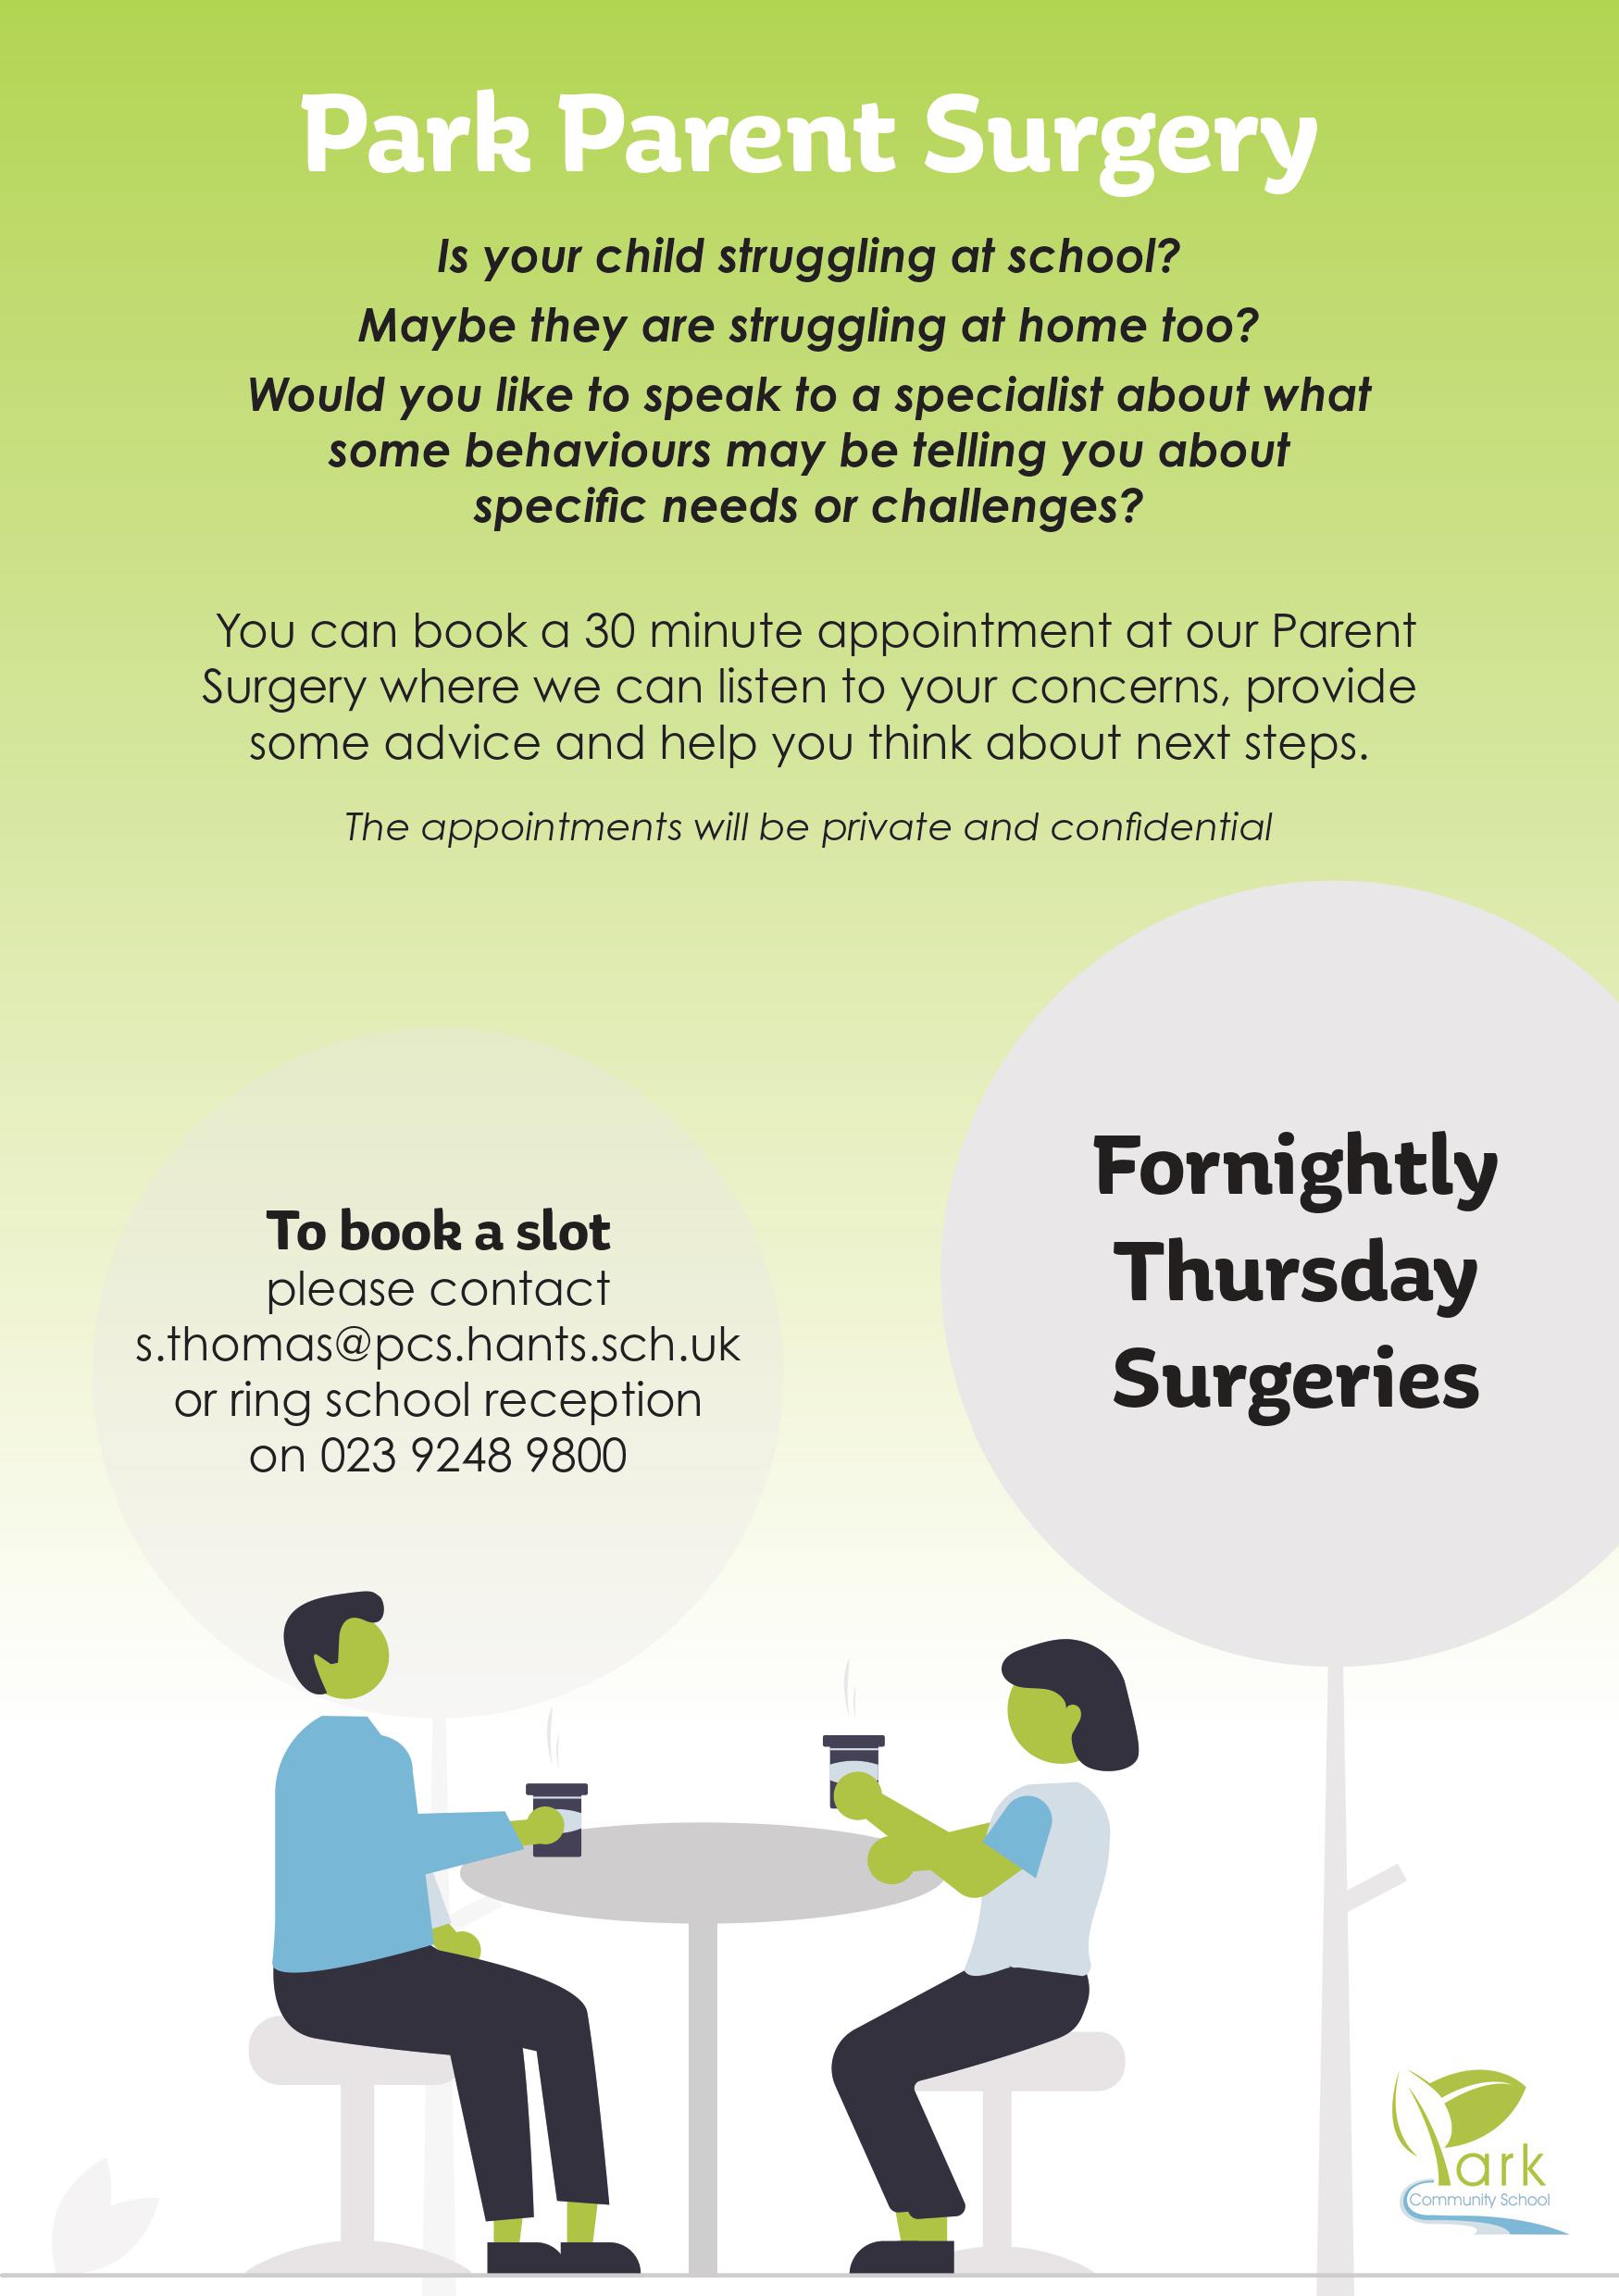 Park Parent Surgery
Is your child struggling at school?
Maybe they are struggling at home too?
Would you like to speak to a specialist about what
some behaviours may be telling you about
specific needs or challenges?
You can book a 30 minute appointment at our Parent
Surgery where we can listen to your concerns, provide
some advice and help you think about next steps.
The appointments will be private and confidential
Fornightly
Thursday
Surgeries
To book a slot
please contact
s.thomas@pcs.hants.sch.uk
or ring school reception
on 023 9248 9800
Park
Community School